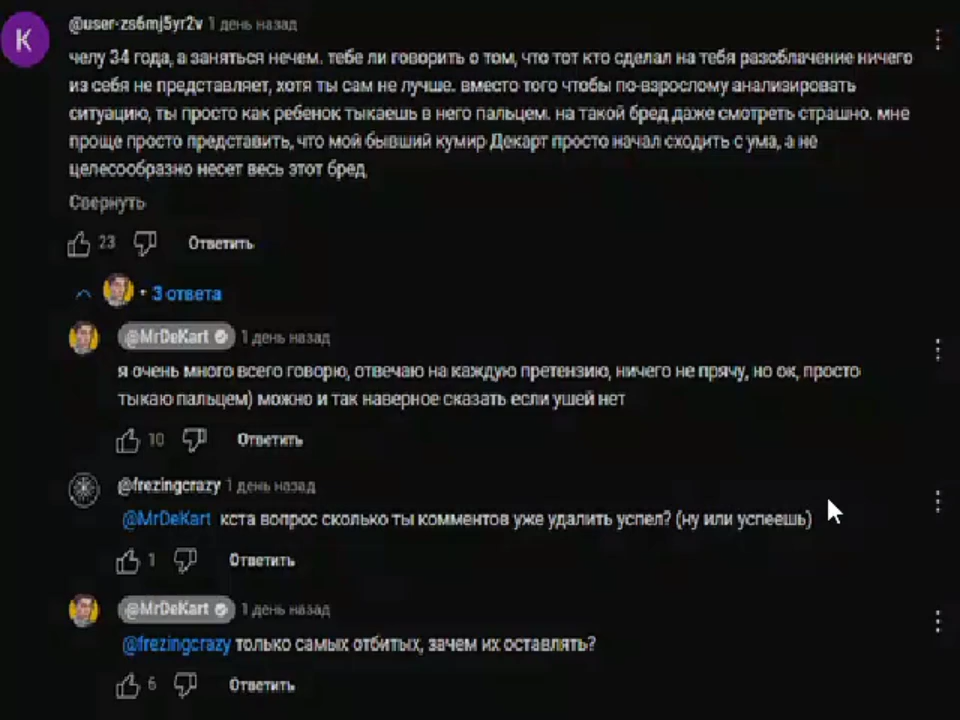 K
@user-zs6mj5yr2v 1 день назад
челу 34 года, а заняться нечем. тебе ли говорить о том, что тот кто сделал на тебя разоблачение ничего
из себя не представляет, хотя ты сам не лучше. вместо того чтобы по-взрослому анализировать
ситуацию, ты просто как ребенок тыкаешь в него пальцем. на такой бред даже смотреть страшно. мне
проще просто представить, что мой бывший кумир Декарт просто начал сходить с ума, а не
целесообразно несет весь этот бред,
Свернуть
23 Ответить
• 3 ответа
@MrDeKart 1 день назад
я очень много всего говорю, отвечаю на каждую претензию, ничего не прячу, но ок, просто
тыкаю пальцем) можно и так наверное сказать если ушей нет
10 Ответить
@frezingcrazy 1 день назад
@MrDeKart кста вопрос сколько ты комментов уже удалить успел? (ну или успеешь)
1 Ответить
@MrDeKart 1 день назад
@frezingcrazy только самых отбитых, зачем их оставлять?
6 Ответить